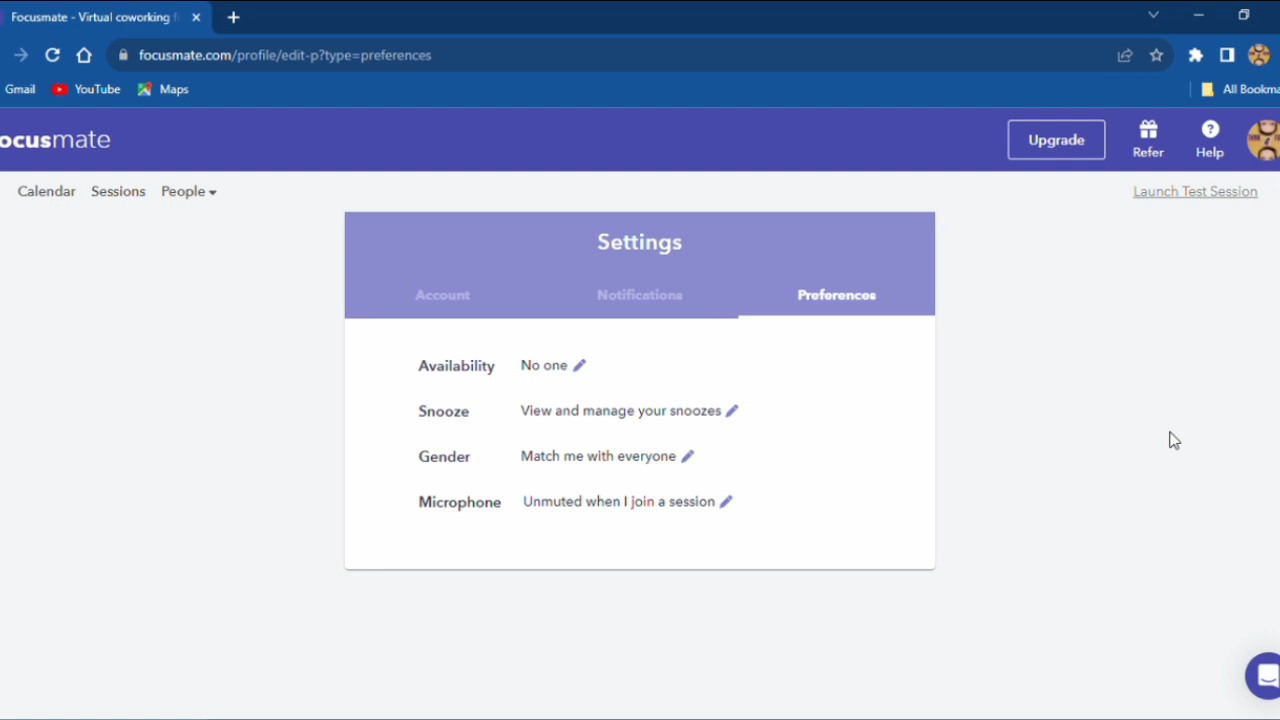 Focusmate - Virtual coworking f
focusmate.com/profile/edit-p?type=preferences
Gmail YouTube Maps All Bookma
ocusmate Upgrade Refer Help
Calendar Sessions People Launch Test Session
Settings
Account Notifications Preferences
Availability No one
Snooze View and manage your snoozes
Gender Match me with everyone
Microphone Unmuted when I join a session